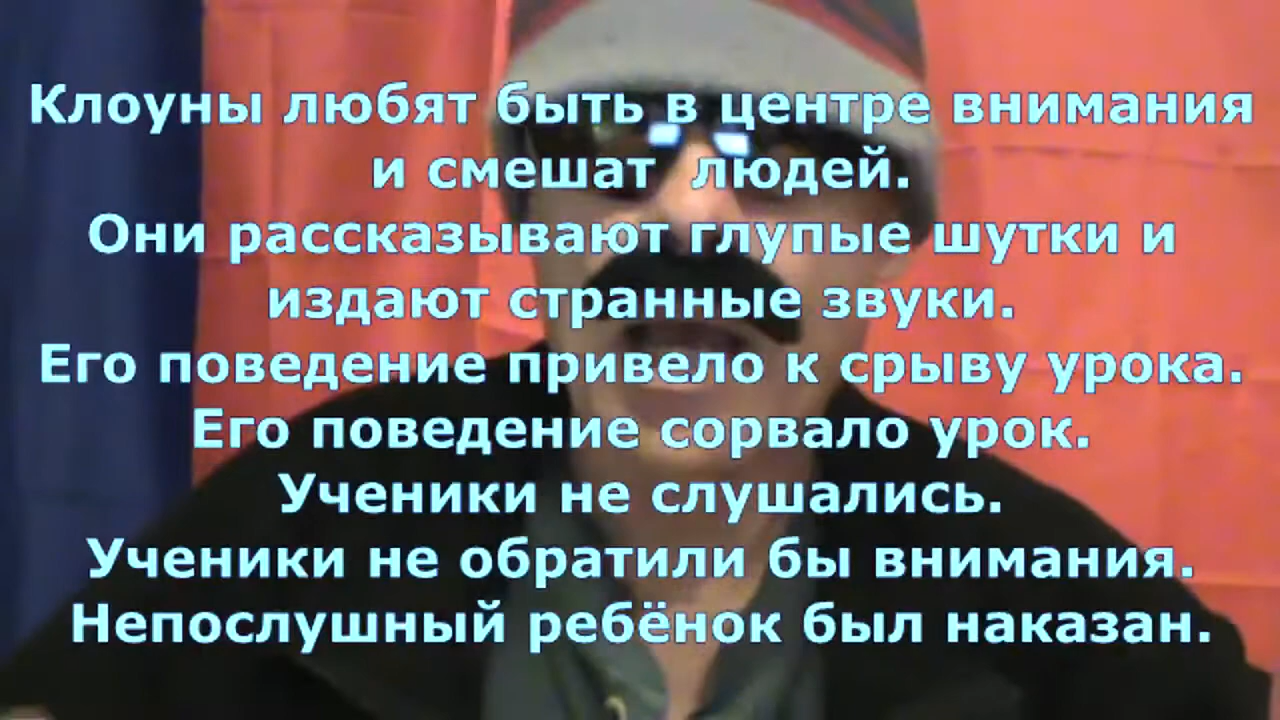 Клоуны любят быть в центре внимания
и смешат людей.
Они рассказывают глупые шутки и
издают странные звуки.
Его поведение привело к срыву урока.
Его поведение сорвало урок.
Ученики не слушались.
Ученики не обратили бы внимания.
Непослушный ребёнок был наказан.